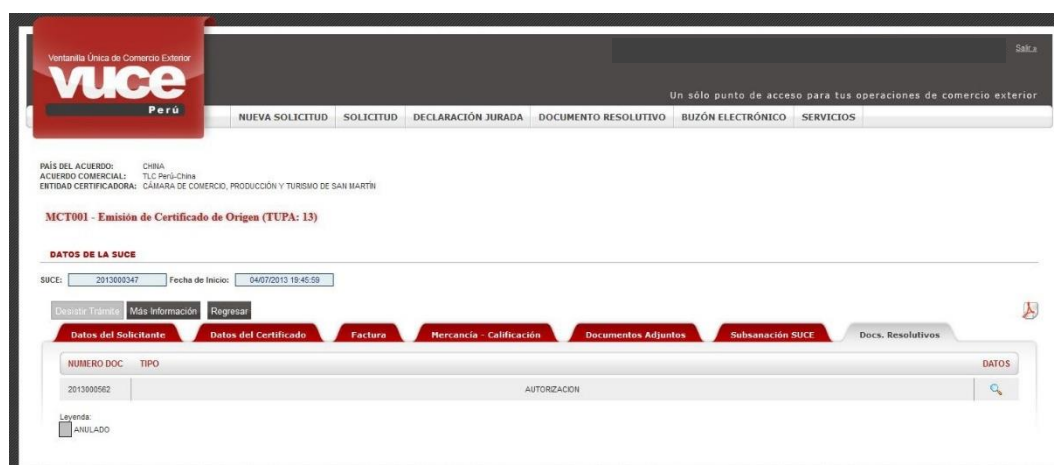 Ventanilla Única de Comercio Exterior
vuce
Perú
Salir
Un sólo punto de acceso para tus operaciones de comercio exterior
NUEVA SOLICITUD SOLICITUD DECLARACIÓN JURADA DOCUMENTO RESOLUTIVO BUZÓN ELECTRÓNICO SERVICIOS
PAÍS DEL ACUERDO: CHINA
ACUERDO COMERCIAL: TLC Perú-China
ENTIDAD CERTIFICADORA: CÁMARA DE COMERCIO, PRODUCCIÓN Y TURISMO DE SAN MARTÍN
MCT001 - Emisión de Certificado de Origen (TUPA: 13)
DATOS DE LA SUCE
SUCE: 2013000347 Fecha de Inicio: 04/07/2013 19:45:59
Desistir Trámite Más Información Regresar
Datos del Solicitante Datos del Certificado Factura Mercancía - Calificación Documentos Adjuntos Subsanación SUCE Docs. Resolutivos
NUMERO DOC TIPO DATOS
2013000562 AUTORIZACION
Leyenda:
ANULADO